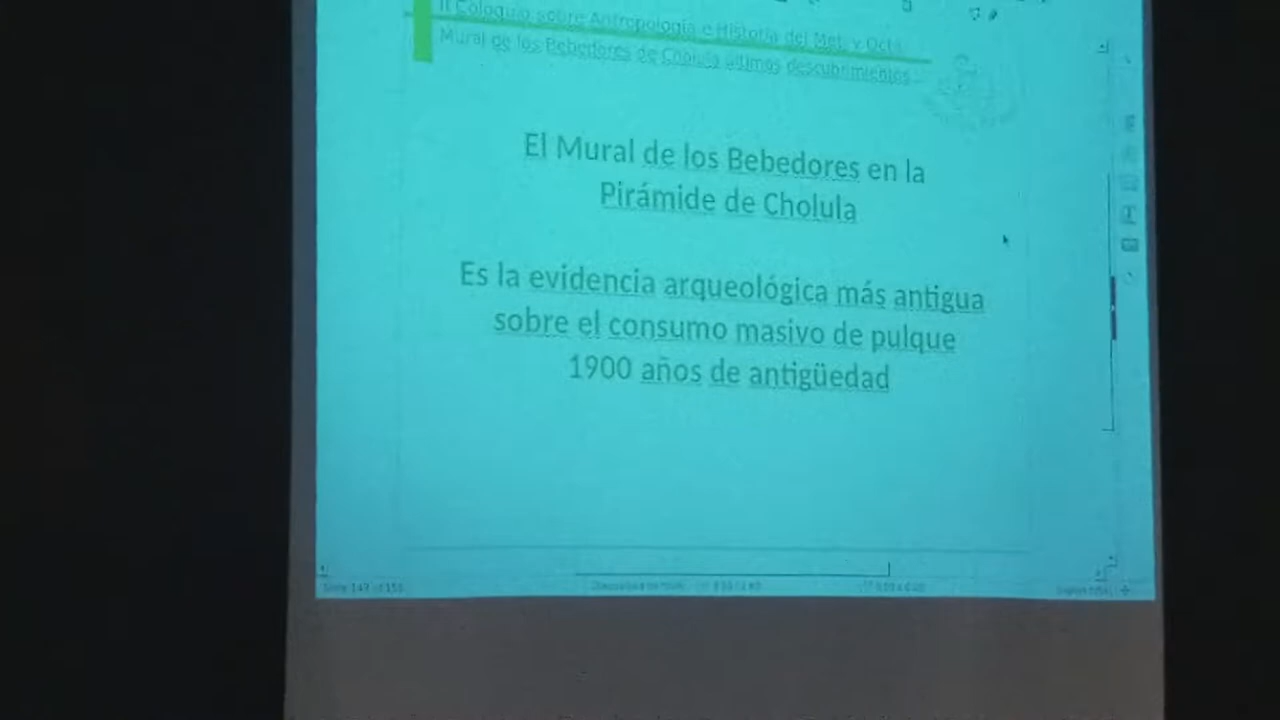 II Coloquio sobre Antropología e Historia del Met. y Octa.
Mural de los Bebedores de Cholula últimos descubrimientos
El Mural de los Bebedores en la
Pirámide de Cholula
Es la evidencia arqueológica más antigua
sobre el consumo masivo de pulque
1900 años de antigüedad